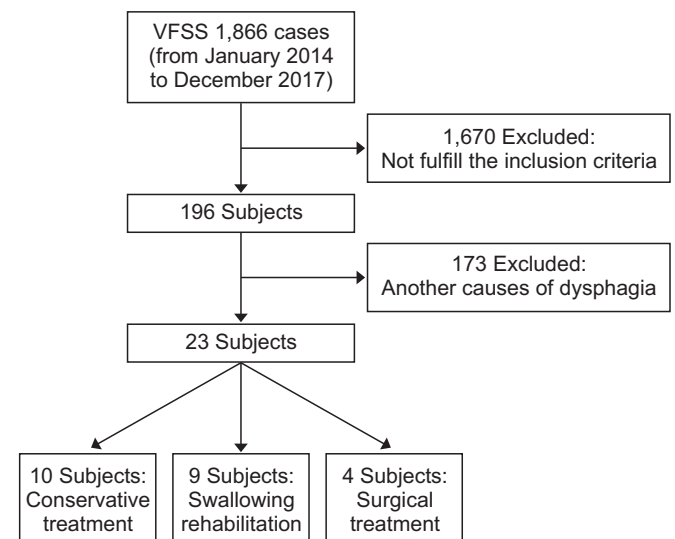 VFSS 1,866 cases
(from January 2014
to December 2017)
1,670 Excluded:
Not fulfill the inclusion criteria
196 Subjects
173 Excluded:
Another causes of dysphagia
23 Subjects
10 Subjects:
Conservative
treatment
9 Subjects:
Swallowing
rehabilitation
4 Subjects:
Surgical
treatment